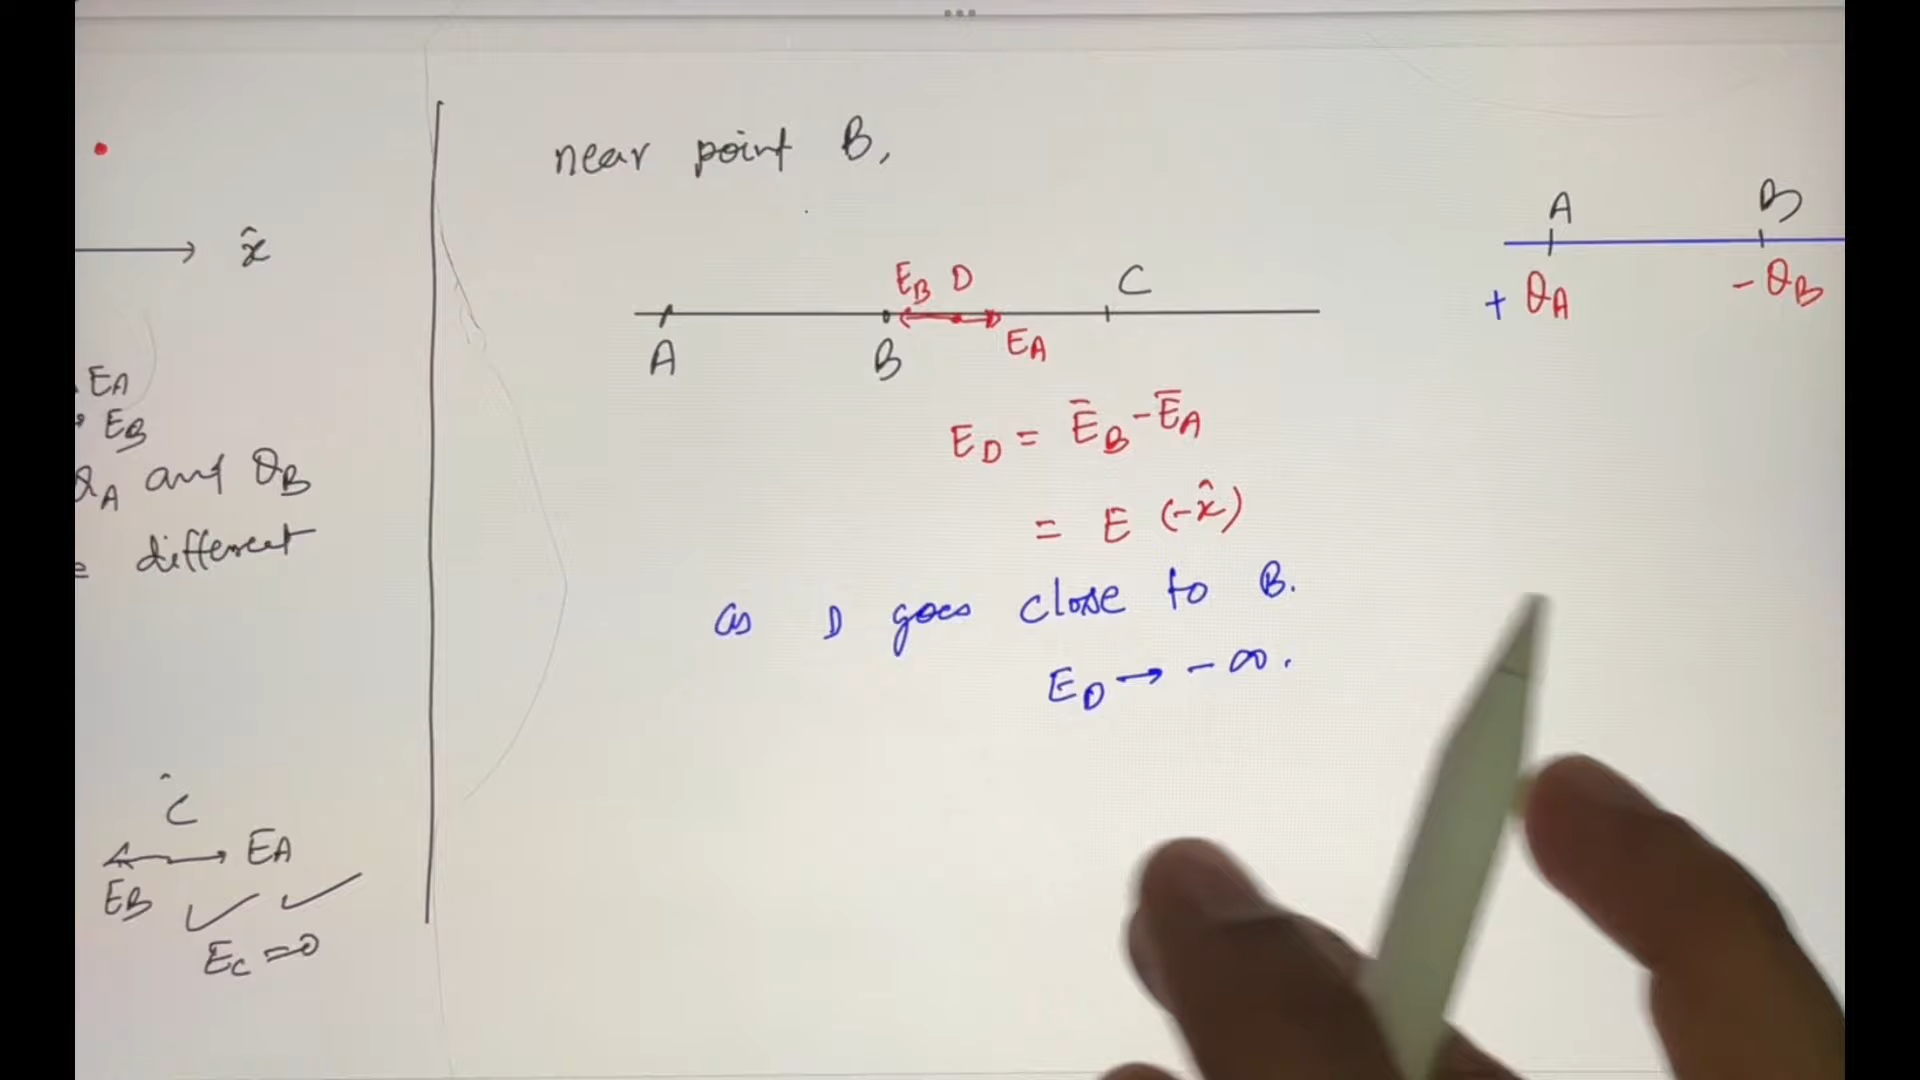 x̂
EA
EB
QA and QB
different
C
EA
EB
EC = 0
near point B,
EB D
C
A
B
EA
ED = ĒB - ĒA
= E (-x̂)
as D goes close to B.
ED → -∞.
A B
+ QA - QB